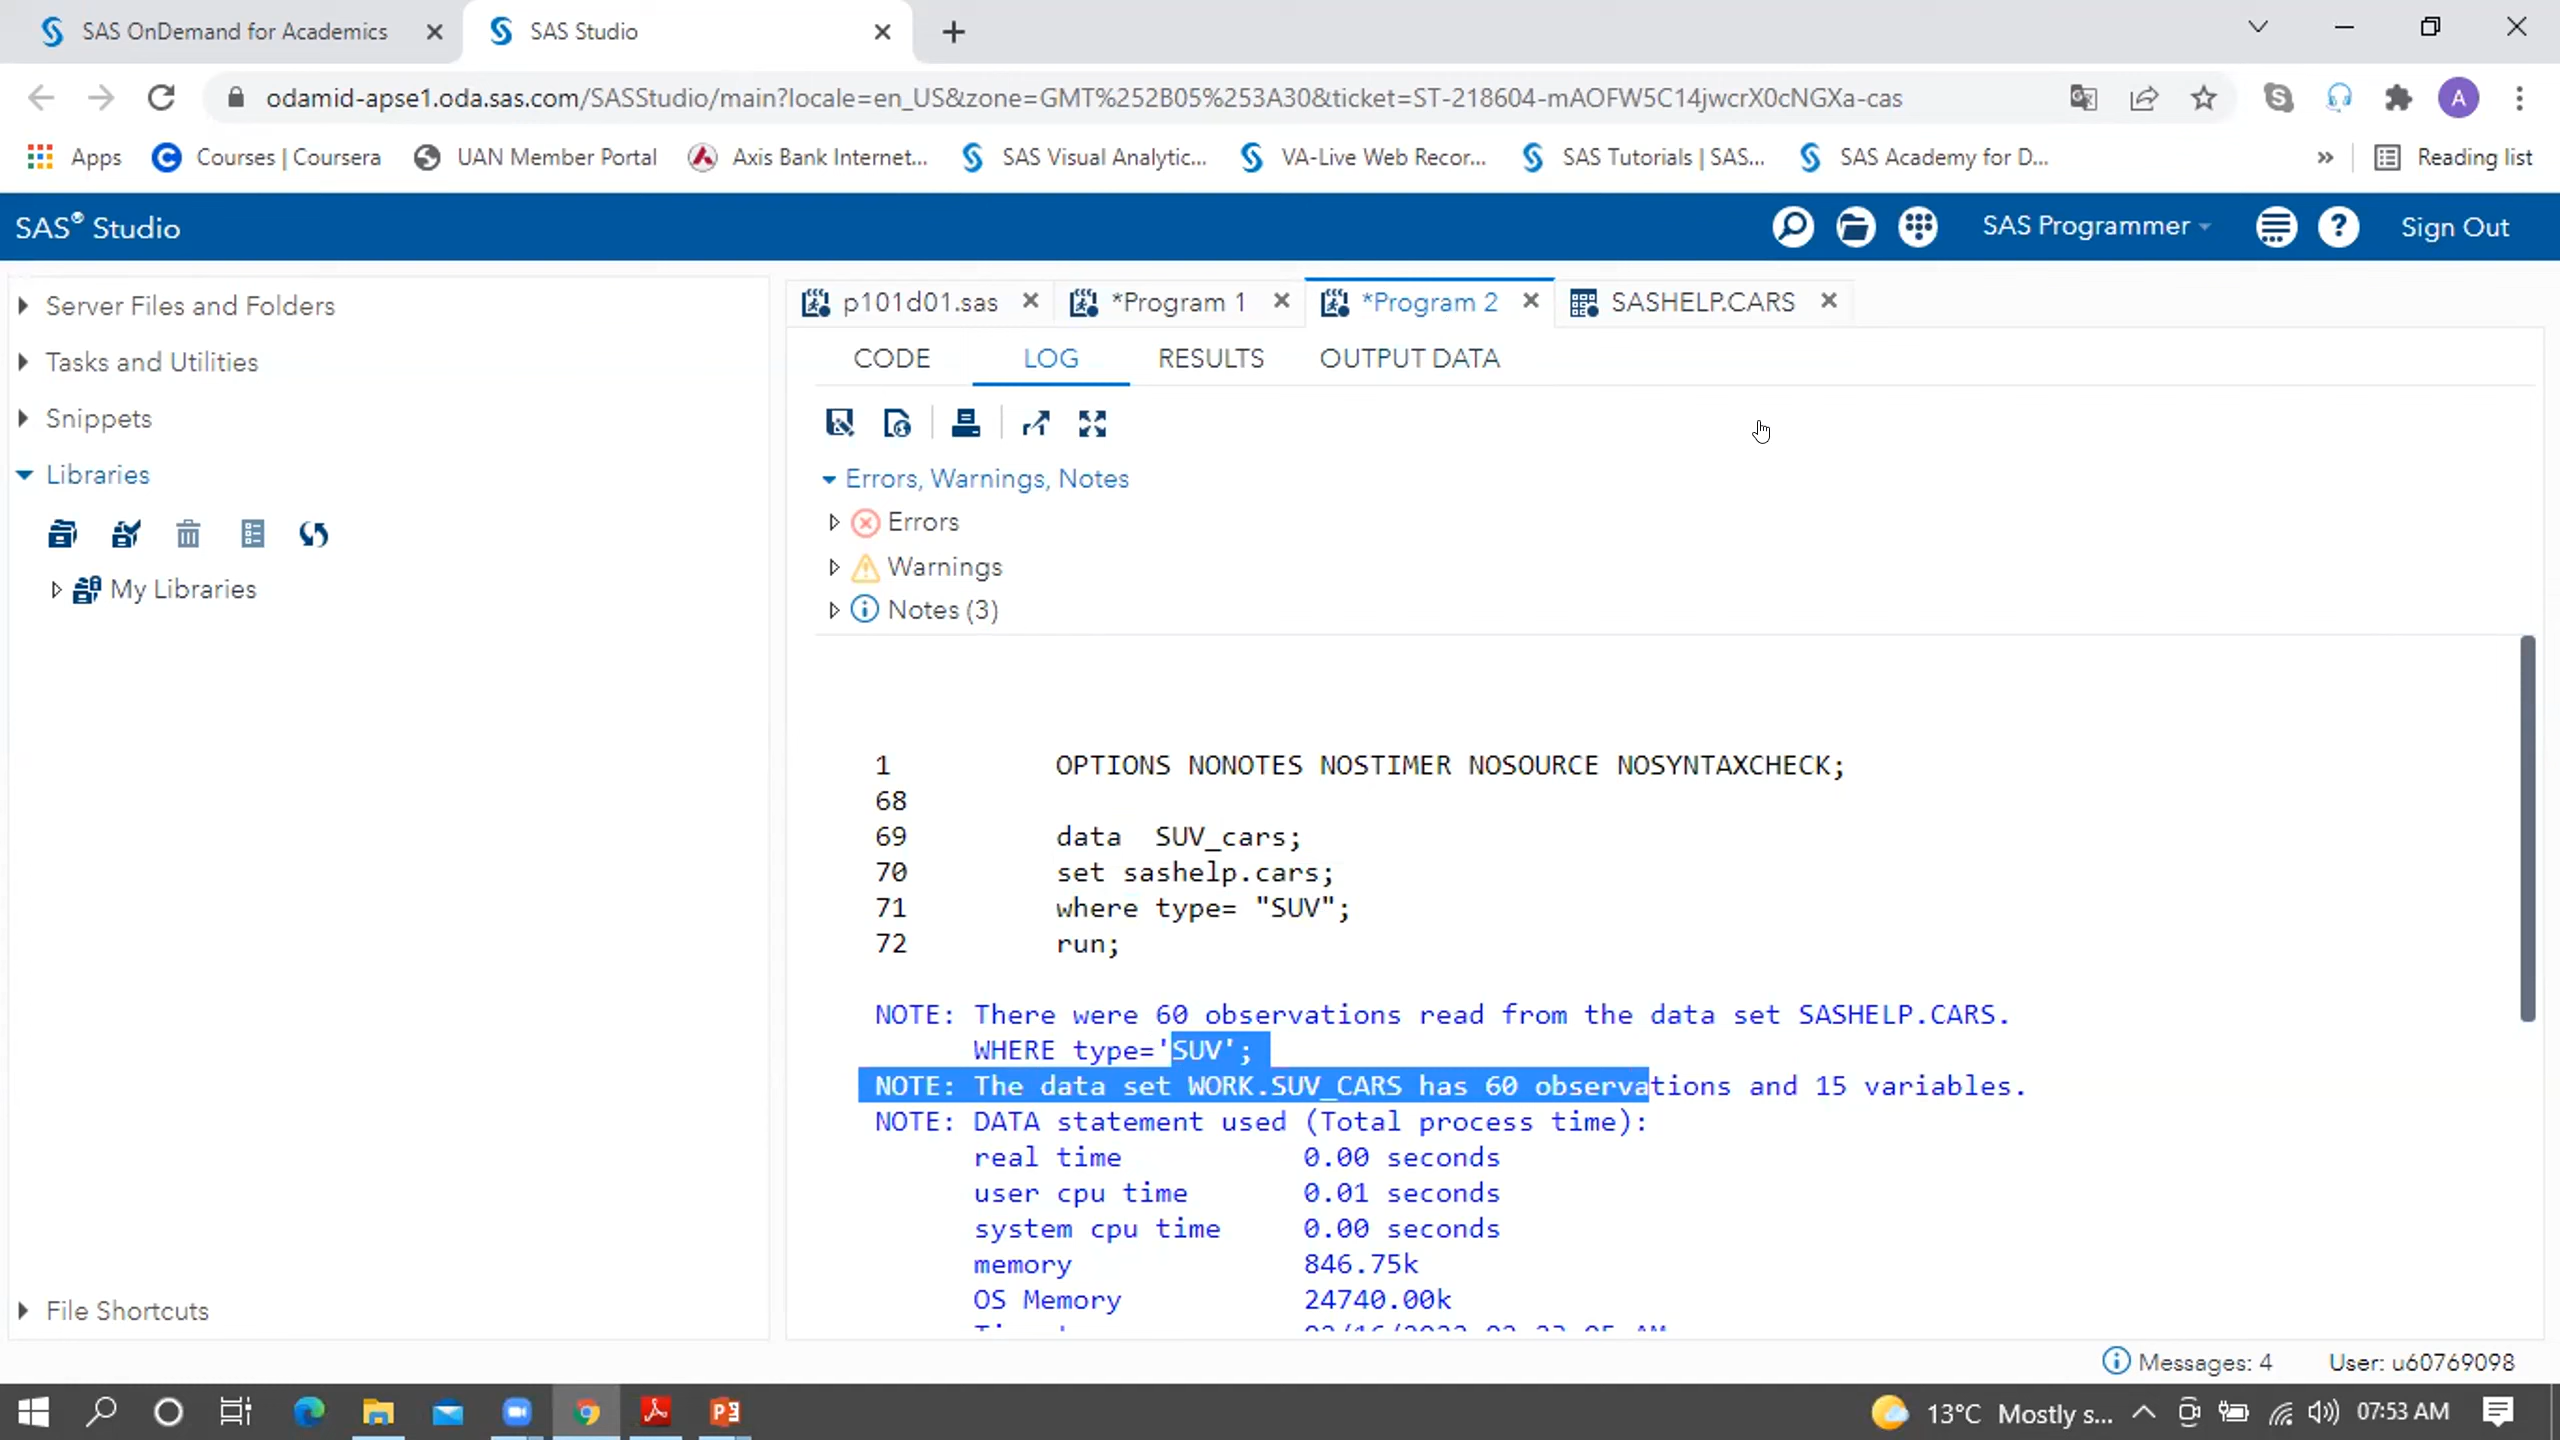 SAS OnDemand for Academics
SAS Studio
odamid-apse1.oda.sas.com/SASStudio/main?locale=en_US&zone=GMT%252B05%253A30&ticket=ST-218604-mAOFW5C14jwcrX0cNGXa-cas
A
Apps
Courses | Coursera
UAN Member Portal
Axis Bank Internet...
SAS Visual Analytic...
VA-Live Web Recor...
SAS Tutorials | SAS...
SAS Academy for D...
Reading list
SAS® Studio
SAS Programmer
Sign Out
Server Files and Folders
Tasks and Utilities
Snippets
Libraries
My Libraries
File Shortcuts
p101d01.sas
*Program 1
*Program 2
SASHELP.CARS
CODE
LOG
RESULTS
OUTPUT DATA
Errors, Warnings, Notes
Errors
Warnings
Notes (3)
1 OPTIONS NONOTES NOSTIMER NOSOURCE NOSYNTAXCHECK;
68
69 data  SUV_cars;
70 set sashelp.cars;
71 where type= "SUV";
72 run;
NOTE: There were 60 observations read from the data set SASHELP.CARS.
WHERE type='SUV';
NOTE: The data set WORK.SUV_CARS has 60 observations and 15 variables.
NOTE: DATA statement used (Total process time):
real time 0.00 seconds
user cpu time 0.01 seconds
system cpu time 0.00 seconds
memory 846.75k
OS Memory 24740.00k
Messages: 4
User: u60769098
13°C Mostly s...
07:53 AM